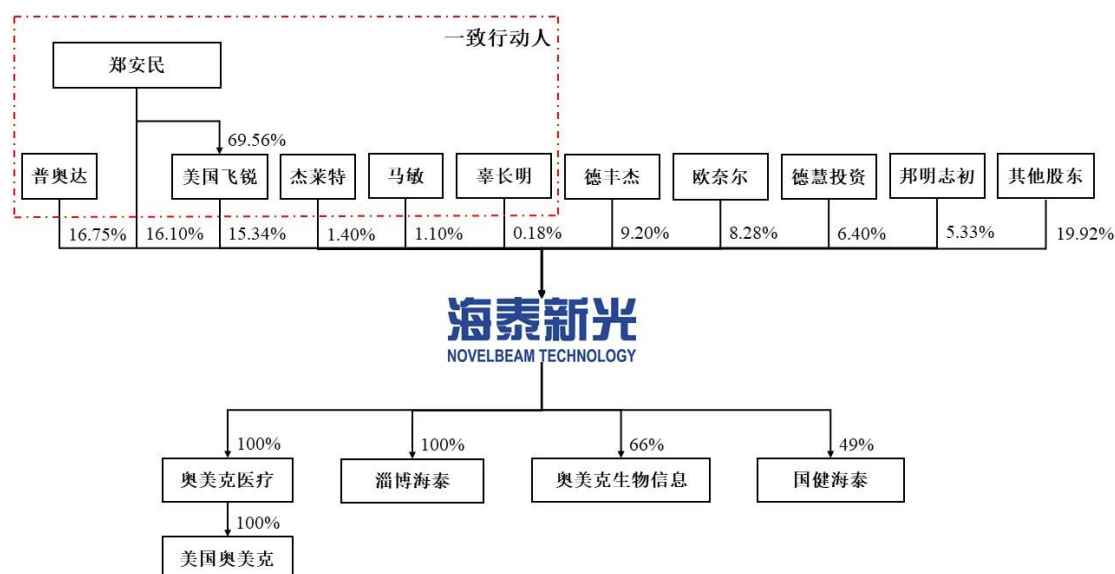 一致行动人
郑安民
69.56%
普奥达
美国飞锐
杰莱特
马敏
辜长明
德丰杰
欧奈尔
德慧投资
邦明志初
其他股东
16.75%
16.10%
15.34%
1.40%
1.10%
0.18%
9.20%
8.28%
6.40%
5.33%
19.92%
海泰新光
NOVELBEAM TECHNOLOGY
100%
100%
66%
49%
奥美克医疗
淄博海泰
奥美克生物信息
国健海泰
100%
美国奥美克